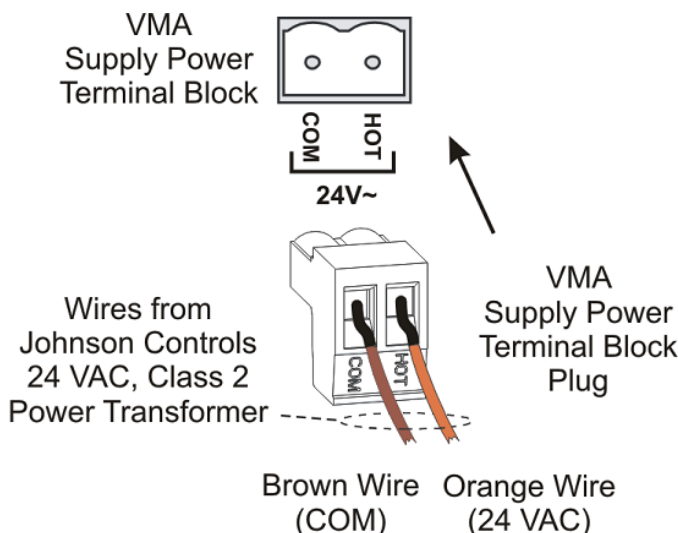 VMA
Supply Power
Terminal Block
COM
HOT
24V~
Wires from
Johnson Controls
24 VAC, Class 2
Power Transformer
COM
HOT
VMA
Supply Power
Terminal Block
Plug
Brown Wire
(COM)
Orange Wire
(24 VAC)